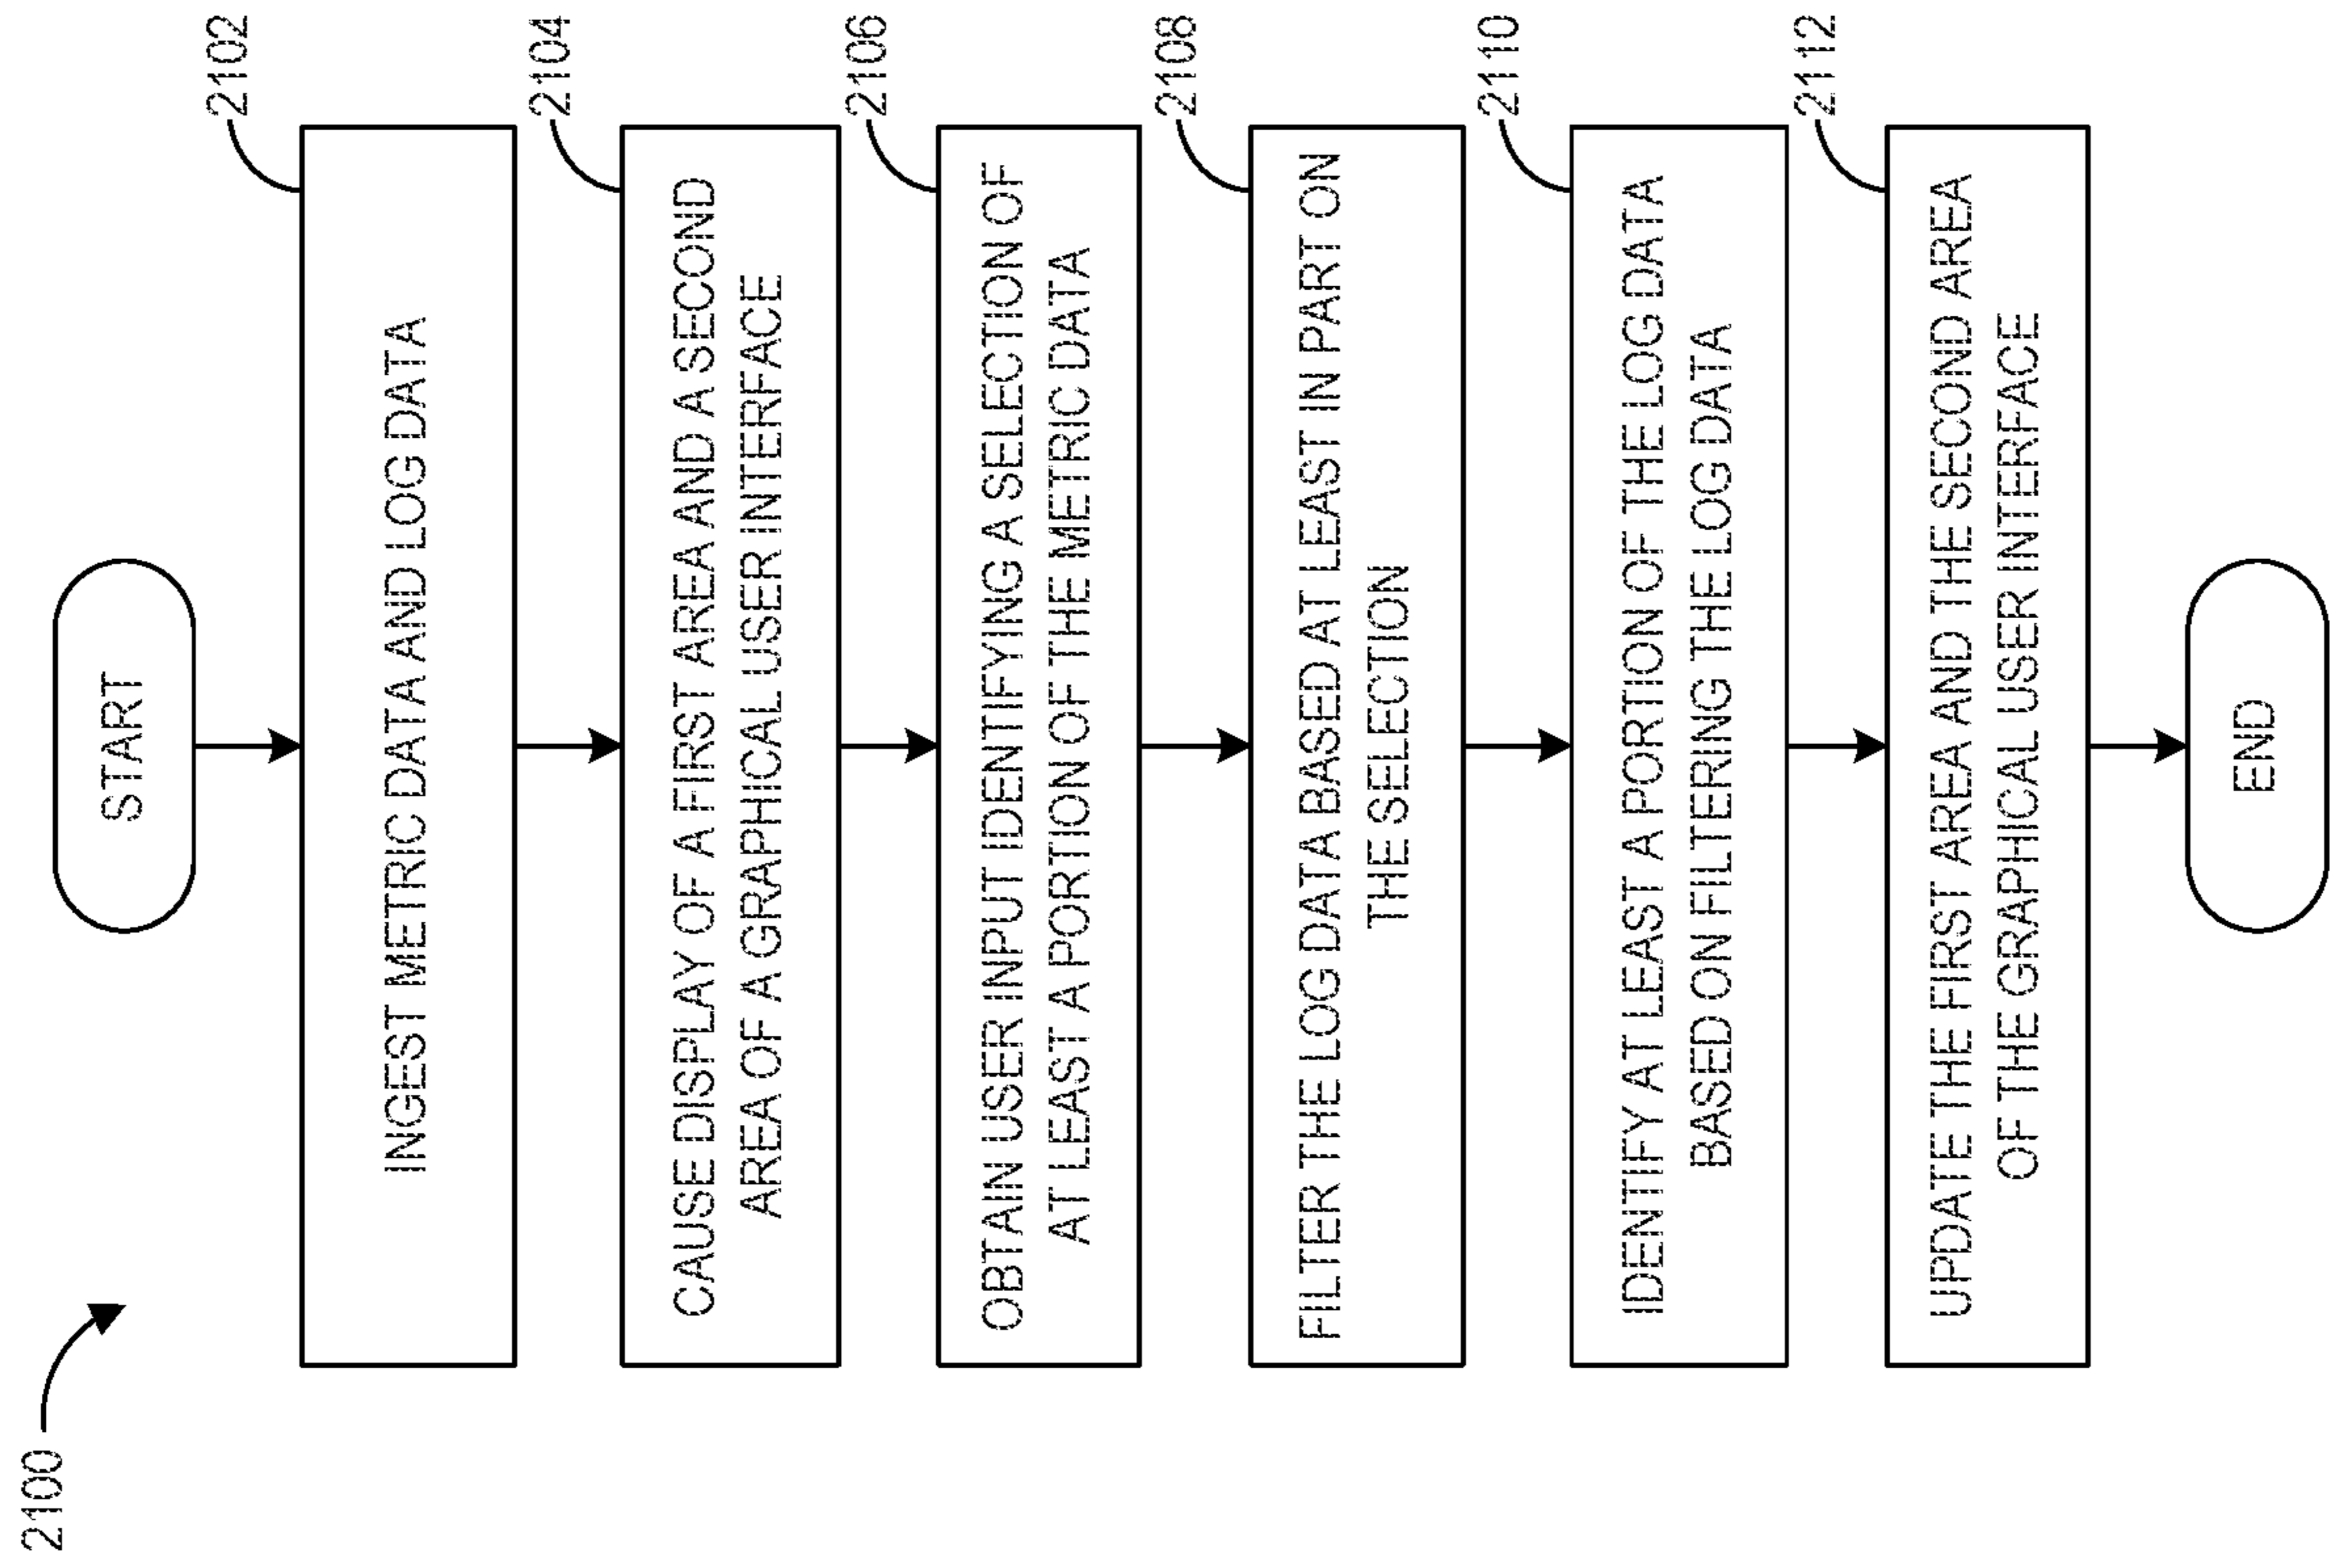 2100
START
2102
INGEST METRIC DATA AND LOG DATA
2104
CAUSE DISPLAY OF A FIRST AREA AND A SECOND
AREA OF A GRAPHICAL USER INTERFACE
2106
OBTAIN USER INPUT IDENTIFYING A SELECTION OF
AT LEAST A PORTION OF THE METRIC DATA
2108
FILTER THE LOG DATA BASED AT LEAST IN PART ON
THE SELECTION
2110
IDENTIFY AT LEAST A PORTION OF THE LOG DATA
BASED ON FILTERING THE LOG DATA
2112
UPDATE THE FIRST AREA AND THE SECOND AREA
OF THE GRAPHICAL USER INTERFACE
END